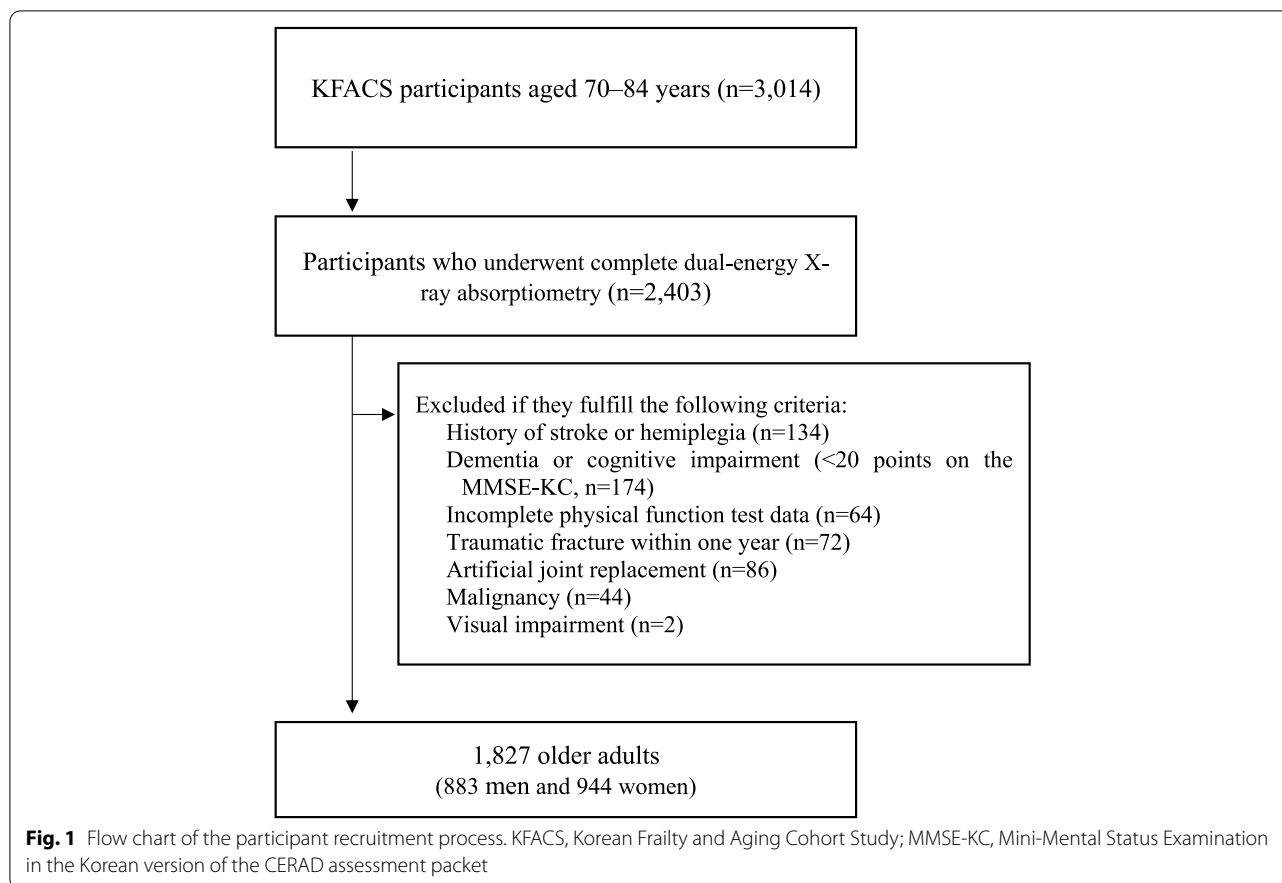 KFACS participants aged 70–84 years (n=3,014)
Participants who underwent complete dual-energy X-
ray absorptiometry (n=2,403)
Excluded if they fulfill the following criteria:
History of stroke or hemiplegia (n=134)
Dementia or cognitive impairment (<20 points on the
MMSE-KC, n=174)
Incomplete physical function test data (n=64)
Traumatic fracture within one year (n=72)
Artificial joint replacement (n=86)
Malignancy (n=44)
Visual impairment (n=2)
1,827 older adults
(883 men and 944 women)
Fig. 1 Flow chart of the participant recruitment process. KFACS, Korean Frailty and Aging Cohort Study; MMSE-KC, Mini-Mental Status Examination
in the Korean version of the CERAD assessment packet